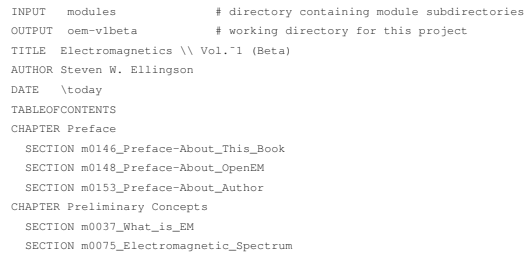 INPUT   modules                # directory containing module subdirectories
OUTPUT  oem-v1beta             # working directory for this project
TITLE  Electromagnetics \\ Vol.~1 (Beta)
AUTHOR Steven W. Ellingson
DATE   \today
TABLEOFCONTENTS
CHAPTER Preface
  SECTION m0146_Preface-About_This_Book
  SECTION m0148_Preface-About_OpenEM
  SECTION m0153_Preface-About_Author
CHAPTER Preliminary Concepts
  SECTION m0037_What_is_EM
  SECTION m0075_Electromagnetic_Spectrum